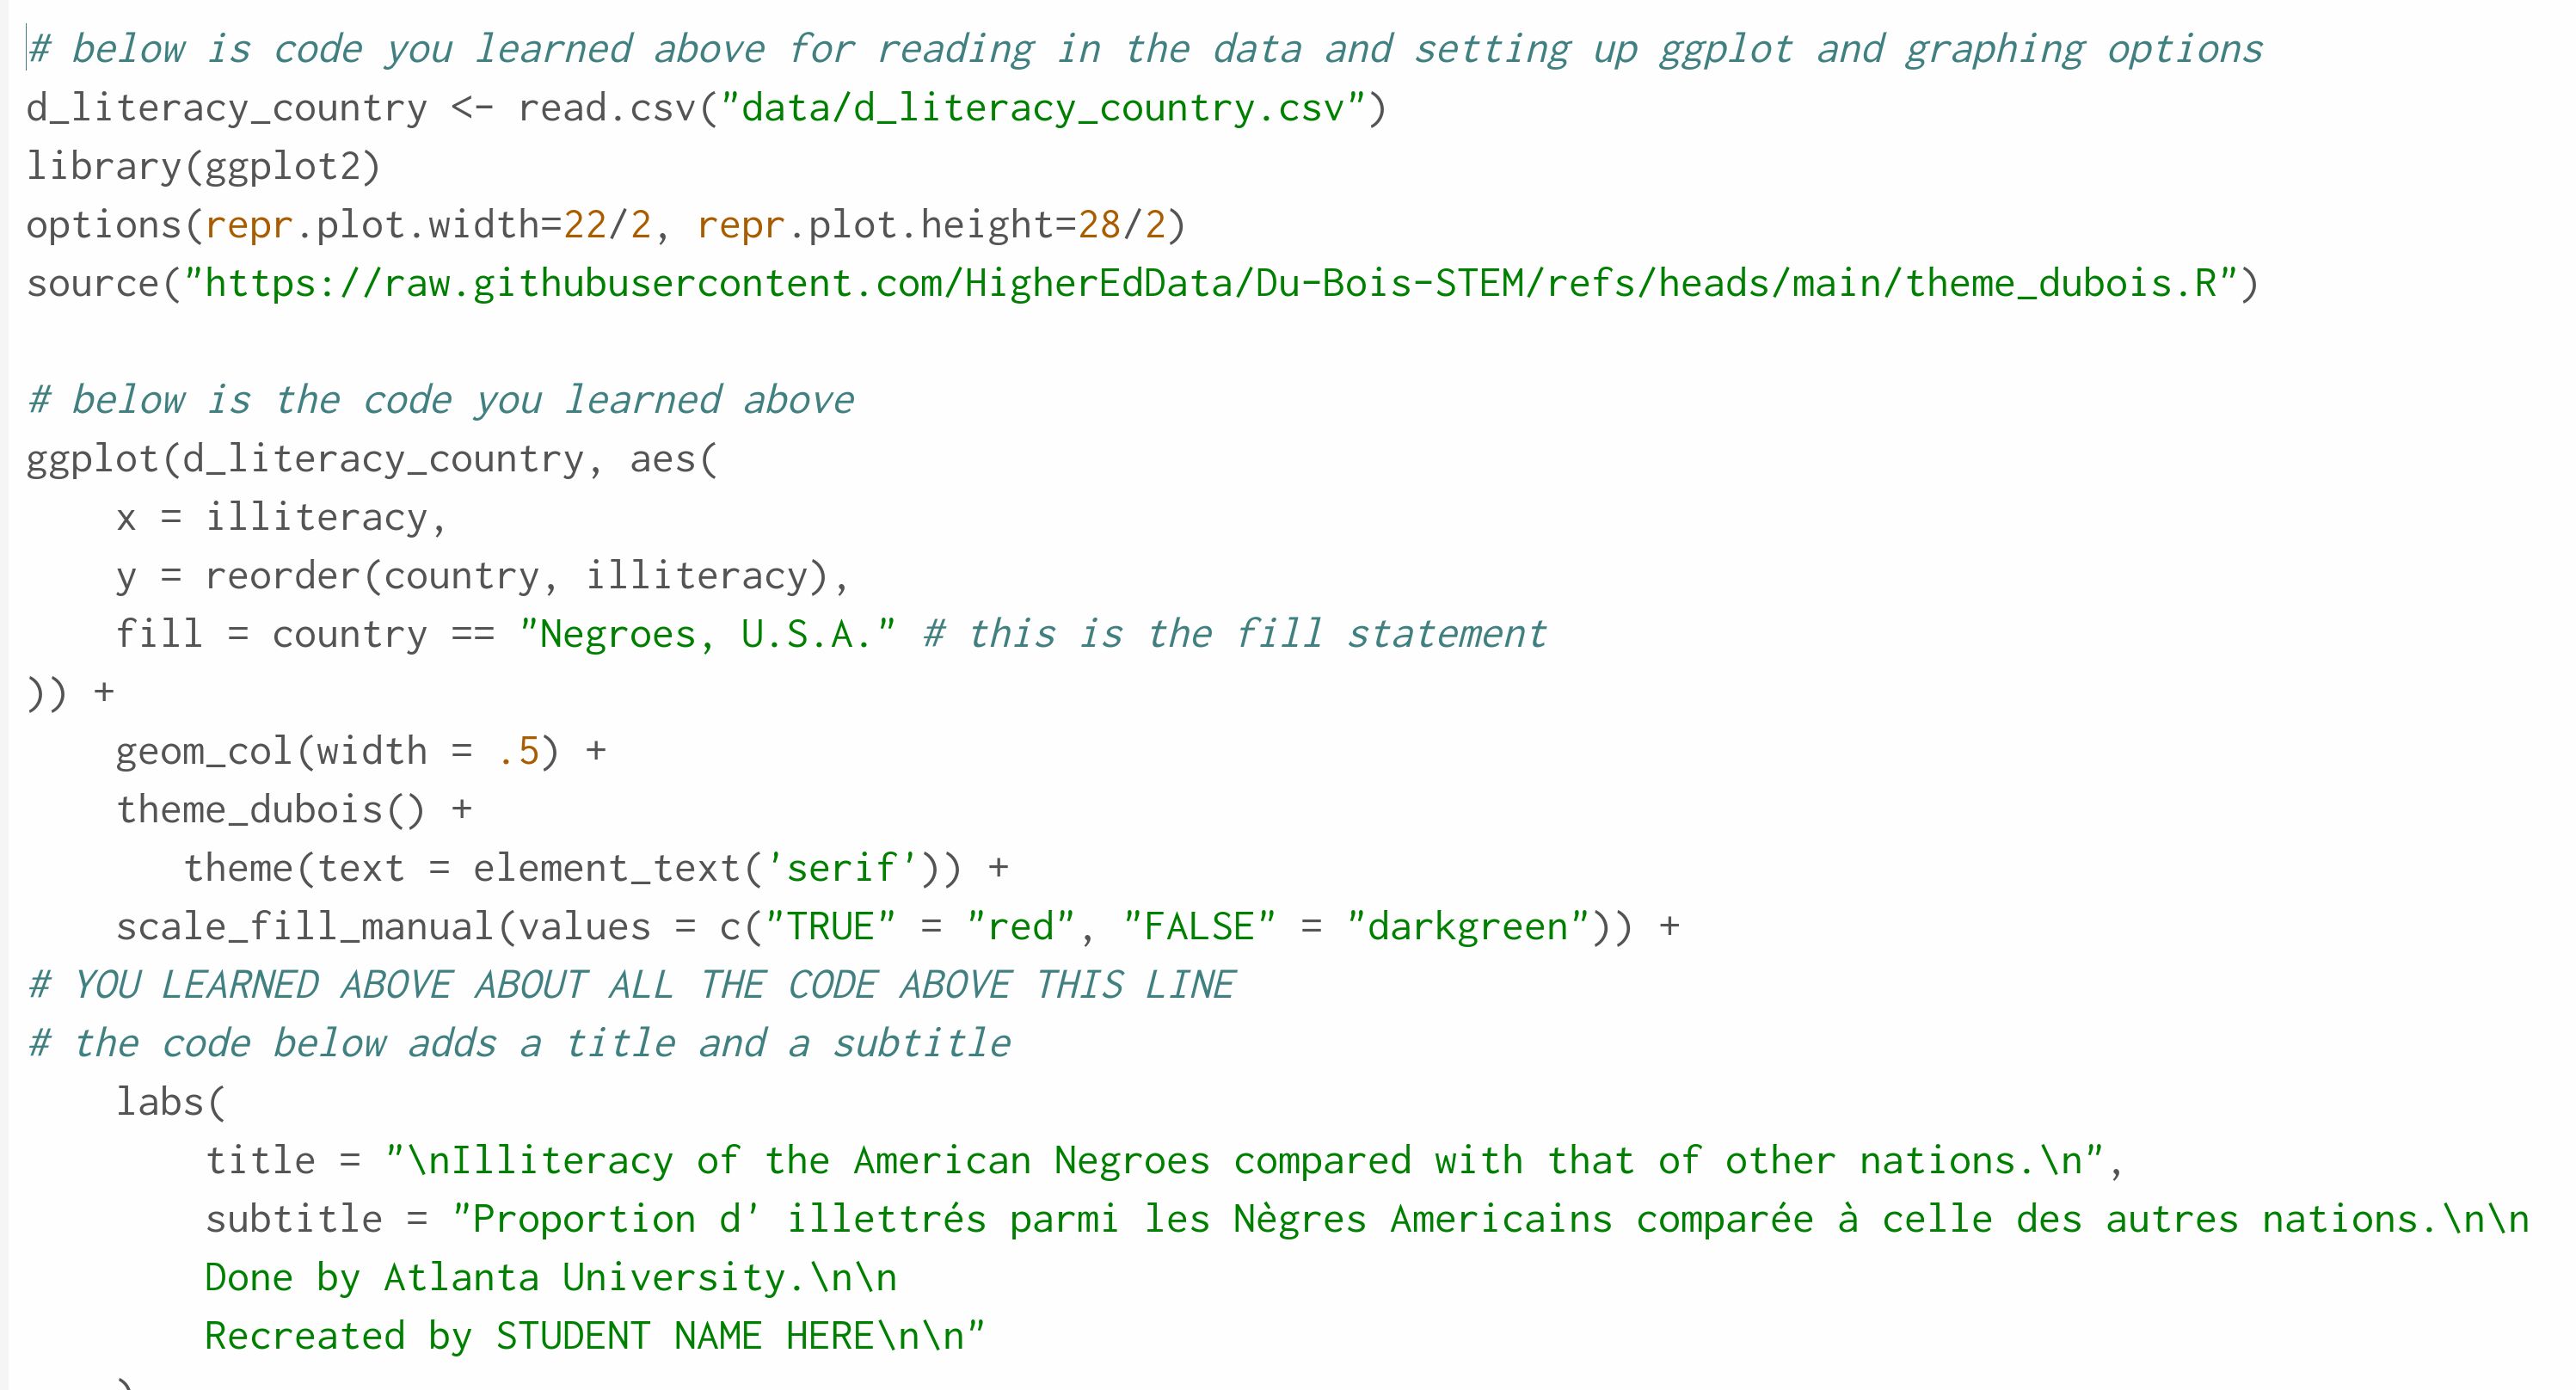 # below is code you learned above for reading in the data and setting up ggplot and graphing options
d_literacy_country <- read.csv("data/d_literacy_country.csv")
library(ggplot2)
options(repr.plot.width=22/2, repr.plot.height=28/2)
source("https://raw.githubusercontent.com/HigherEdData/Du-Bois-STEM/refs/heads/main/theme_dubois.R")

# below is the code you learned above
ggplot(d_literacy_country, aes(
    x = illiteracy,
    y = reorder(country, illiteracy),
    fill = country == "Negroes, U.S.A." # this is the fill statement
)) +
    geom_col(width = .5) +
    theme_dubois() +
       theme(text = element_text('serif')) +
    scale_fill_manual(values = c("TRUE" = "red", "FALSE" = "darkgreen")) +
# YOU LEARNED ABOVE ABOUT ALL THE CODE ABOVE THIS LINE
# the code below adds a title and a subtitle
    labs(
        title = "\nIlliteracy of the American Negroes compared with that of other nations.\n",
        subtitle = "Proportion d' illettrés parmi les Nègres Americains comparée à celle des autres nations.\n\n
        Done by Atlanta University.\n\n
        Recreated by STUDENT NAME HERE\n\n"
    )